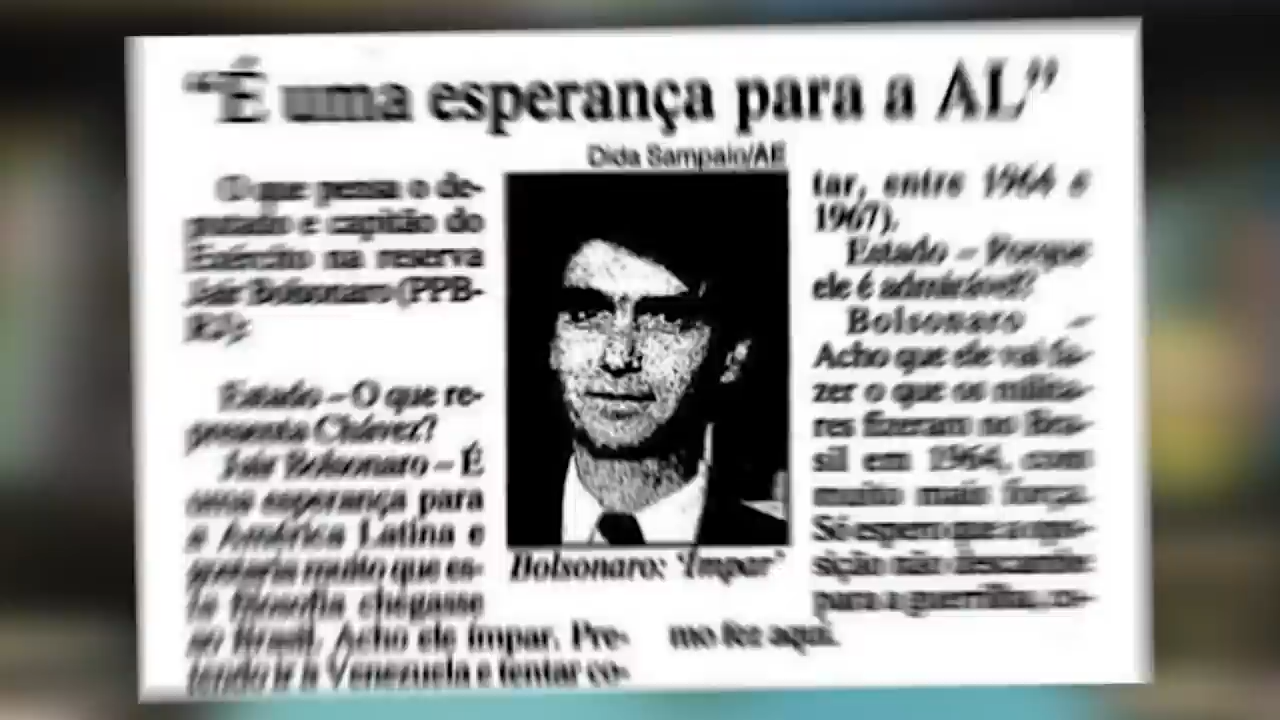 “É uma esperança para a AL”
Dida Sampaio/AE
O que pensa o de-
putado e capitão do
Exército na reserva
Jair Bolsonaro (PPB-
RJ):
Estado – O que re-
presenta Chávez?
Jair Bolsonaro – É
uma esperança para
a América Latina e
gostaria muito que es-
ta filosofia chegasse
ao Brasil. Acho ele ímpar. Pre-
tendo ir à Venezuela e tentar co-
Bolsonaro: ‘Ímpar’
tar, entre 1964 e
1967).
Estado – Porque
ele é admirável?
Bolsonaro –
Acho que ele vai fa-
zer o que os milita-
res fizeram no Bra-
sil em 1964, com
muito mais força.
Só espero que a opo-
sição não descambe
para a guerrilha, co-
mo fez aqui.